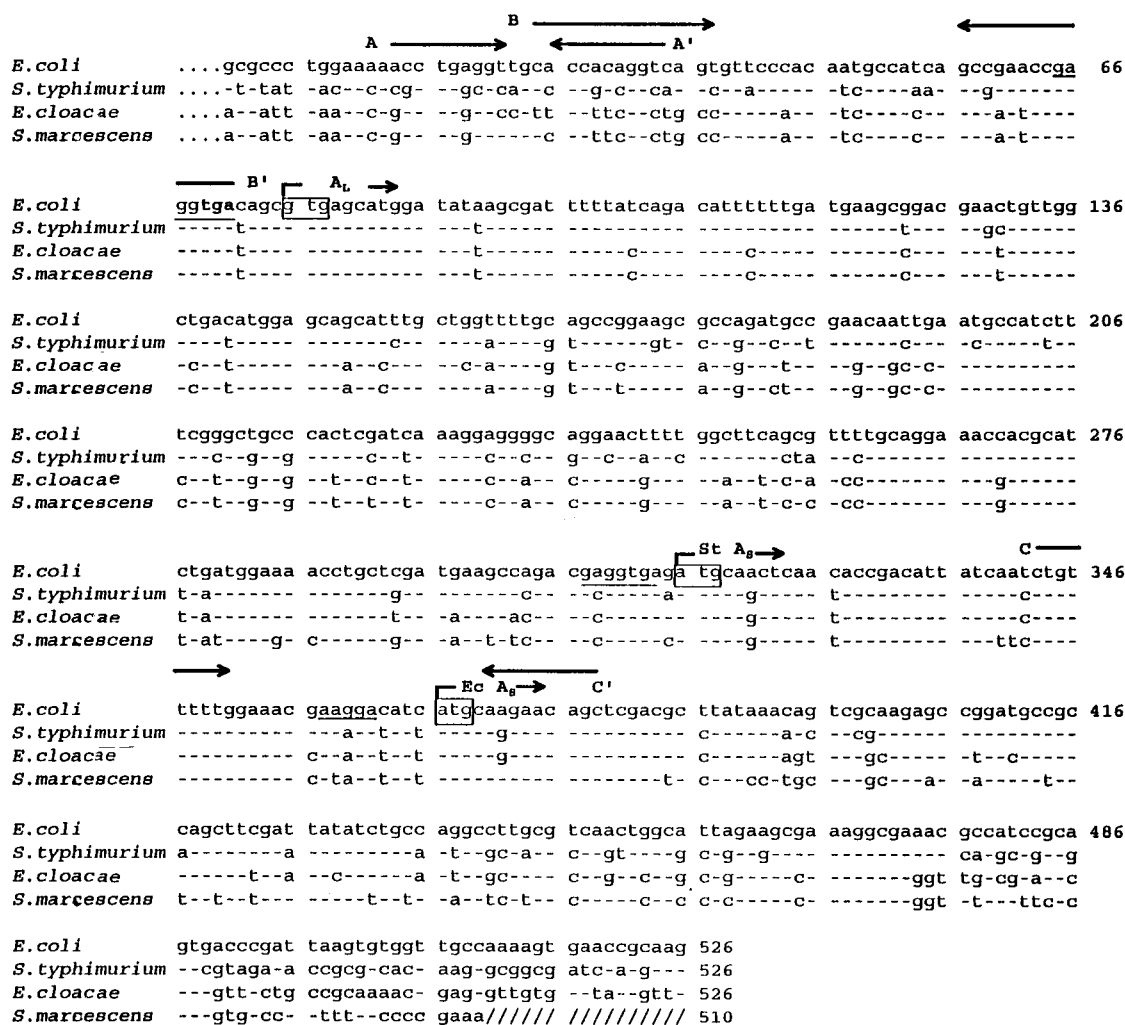 B
A A'
E.coli ....gcgccc tggaaaaacc tgaggttgca ccacaggtca gtgttcccac aatgccatca gccgaaccga 66
S.typhimurium ....-t-tat -ac--c-cg- --gc-ca--c --g-c--ca- -c--a----- --tc---aa- --g-------
E.cloacae ....a--att -aa--c-g-- -g--cc-tt --ttc--ctg cc-----a-- --tc---c-- ---a-t----
S.marcescens ....a--att -aa--c-g-- --g------c --ttc--ctg cc-----a-- --tc---c-- ---a-t----
B' AL
E.coli ggtgacagcg tgagcatgga tataagcgat ttttatcaga cattttttga tgaagcggac gaactgttgg 136
S.typhimurium -----t---- ---------- -----t---- ---------- ---------- ------t--- --gc------
E.cloacae -----t---- ---------- -----t---- -----c---- -----c---- ------c--- ---t------
S.marcescens -----t---- ---------- -----t---- -----c---- -----c---- ------c--- ---t------
E.coli ctgacatgga gcagcatttg ctggttttgc agccggaagc gccagatgcc gaacaattga atgccatctt 206
S.typhimurium ----t----- ------c--- ----a----g t-----gt-c --g--c--t- ------c--- -c-----t--
E.cloacae -c--t----- ---a--c--- --c-a----g t---c----- -a--g---t- ---g--gc-c ----------
S.marcescens -c--t----- ---a--c--- ----a----g t---t----- -a--g--ct- ---g--gc-c- ----------
E.coli tcgggctgcc cactcgatca aaggaggggc aggaactttt ggcttcagcg ttttgcagga aaccacgcat 276
S.typhimurium ---c--g--g -----c--t- ----c--c-- g--c--a--c ------cta- --c------- ----------
E.cloacae c--t--g--g --t--c--t- ----c--a-- c-----g--- --a--t-c-a -cc------- ------g---
S.marcescens c--t--g--g --t--t--t- ----c--a-- c-----g--- --a-t-c-c- -cc------- ------g---
St AS C
E.coli ctgatggaaa acctgctcga tgaagccaga cgaggtgaga tgcaactcaa caccgacatt atcaatctgt 346
S.typhimurium t-a------- ------g--- ------c--- -c-----a-- -----g---- --t------- -----c----
E.cloacae t-a------- ------t--- a---ac---- -c-------- -----g---- --t------- -----c----
S.marcescens t-at----g- c-----g--- a--t-tc--- -c-----c-- -----g---- --t------- ---ttc----
Ec AS C'
E.coli ttttggaaac gaaggacatc atgcaagaac agctcgacgc ttataaacag tcgcaagagc cggatgccgc 416
S.typhimurium ---------- ---a--t--t -----g---- ---------- c------a-c --cg------ ----------
E.cloacae ---------- c--a--t--t -----g---- ---------- c------agt ---gc----- --t--c----
S.marcescens ---------- c-ta--t--- ---------- -------t-- c---cc-tgc ---gc---a- -a------t--
E.coli cagcttcgat tatatctgcc aggccttgcg tcaactggca ttagaagcga aaggcgaaac gccatccgca 486
S.typhimurium a--------a ---------a -t--gc-a-- c--gt---g c-g--g---- ---------- ca-gc-g--g
E.cloacae ------t--a ---c-----a -t--gc---- c--g--c--g c-g-----c- -------ggt tg-cg-a--c
S.marcescens t--t--t--- ------t--t- -a--tc-t-- c-----c--c c-c-----c- -------ggt -t---ttc-c
E.coli gtgacccgat taagtgtggt tgccaaaagt gaaccgcaag 526
S.typhimurium --cgtaga-a ccgcg-cac- aag-gcggcg atc-a-g--- 526
E.cloacae ---gtt-ctg ccgcaaaac- gag-gttgtg --ta--gtt- 526
S.marcescens ---gtg-cc- -ttt-cccc gaaa////// ////////// 510